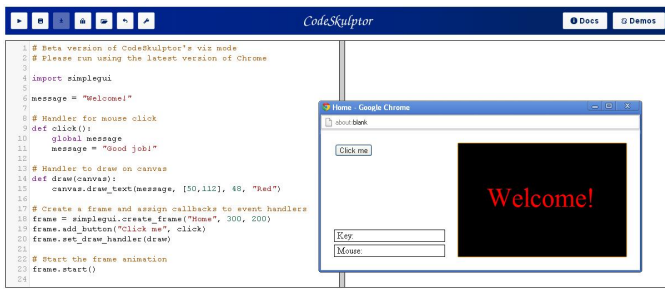 CodeSkulptor
Docs
Demos
1 # Beta version of CodeSkulptor's viz mode
2 # Please run using the latest version of Chrome
3
4 import simplegui
5
6 message = "Welcome!"
7
8 # Handler for mouse click
9 def click():
10     global message
11     message = "Good job!"
12
13 # Handler to draw on canvas
14 def draw(canvas):
15     canvas.draw_text(message, [50,112], 48, "Red")
16
17 # Create a frame and assign callbacks to event handlers
18 frame = simplegui.create_frame("Home", 300, 200)
19 frame.add_button("Click me", click)
20 frame.set_draw_handler(draw)
21
22 # Start the frame animation
23 frame.start()
24
Home - Google Chrome
about:blank
Click me
Welcome!
Key:
Mouse: